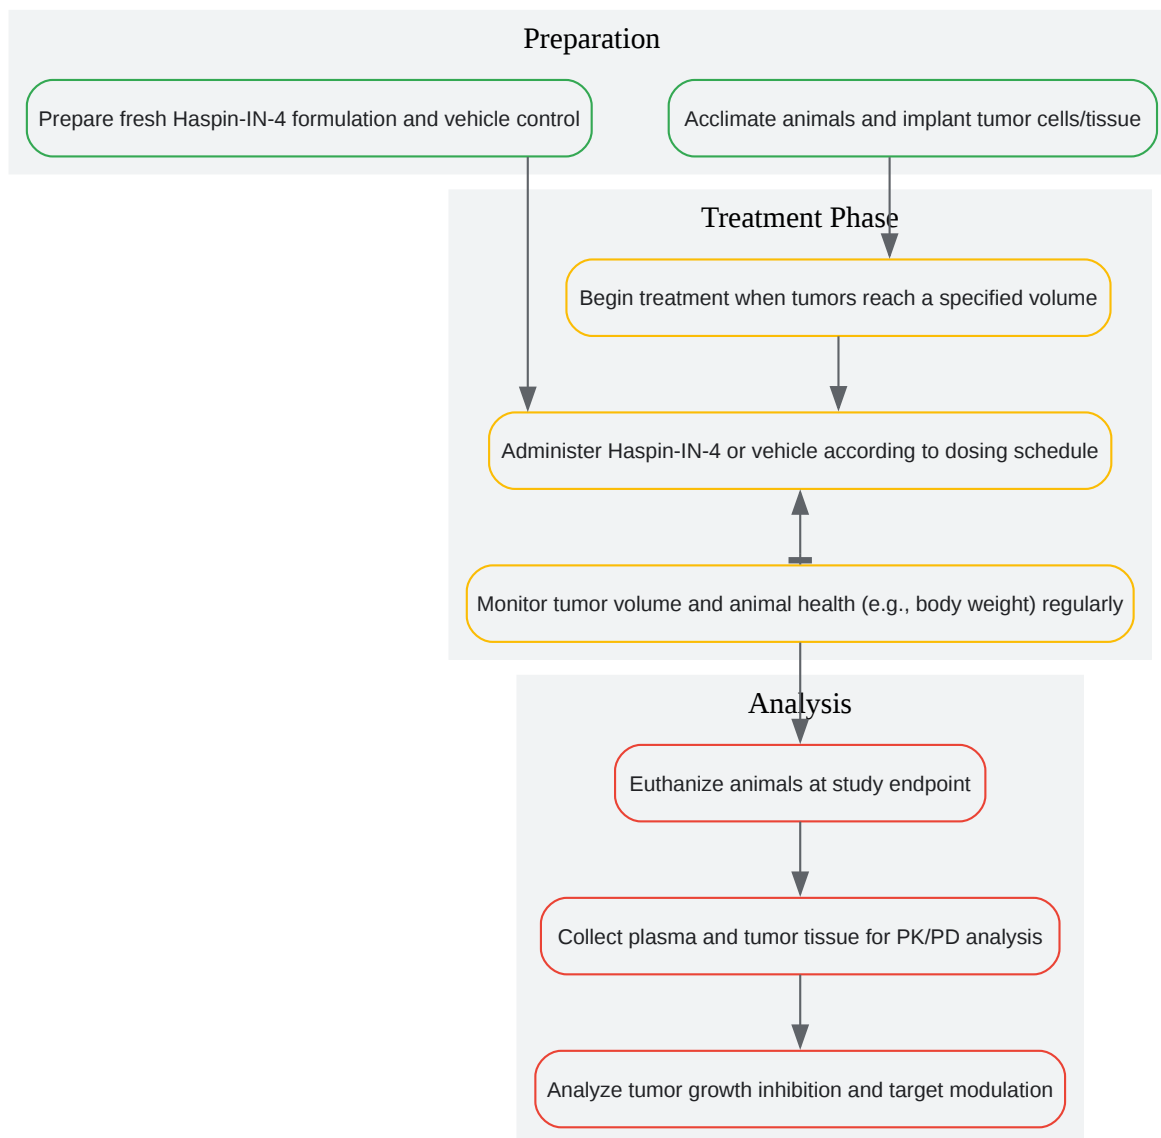 Preparation
Prepare fresh Haspin-IN-4 formulation and vehicle control
Acclimate animals and implant tumor cells/tissue
Treatment Phase
Begin treatment when tumors reach a specified volume
Administer Haspin-IN-4 or vehicle according to dosing schedule
Monitor tumor volume and animal health (e.g., body weight) regularly
Analysis
Euthanize animals at study endpoint
Collect plasma and tumor tissue for PK/PD analysis
Analyze tumor growth inhibition and target modulation